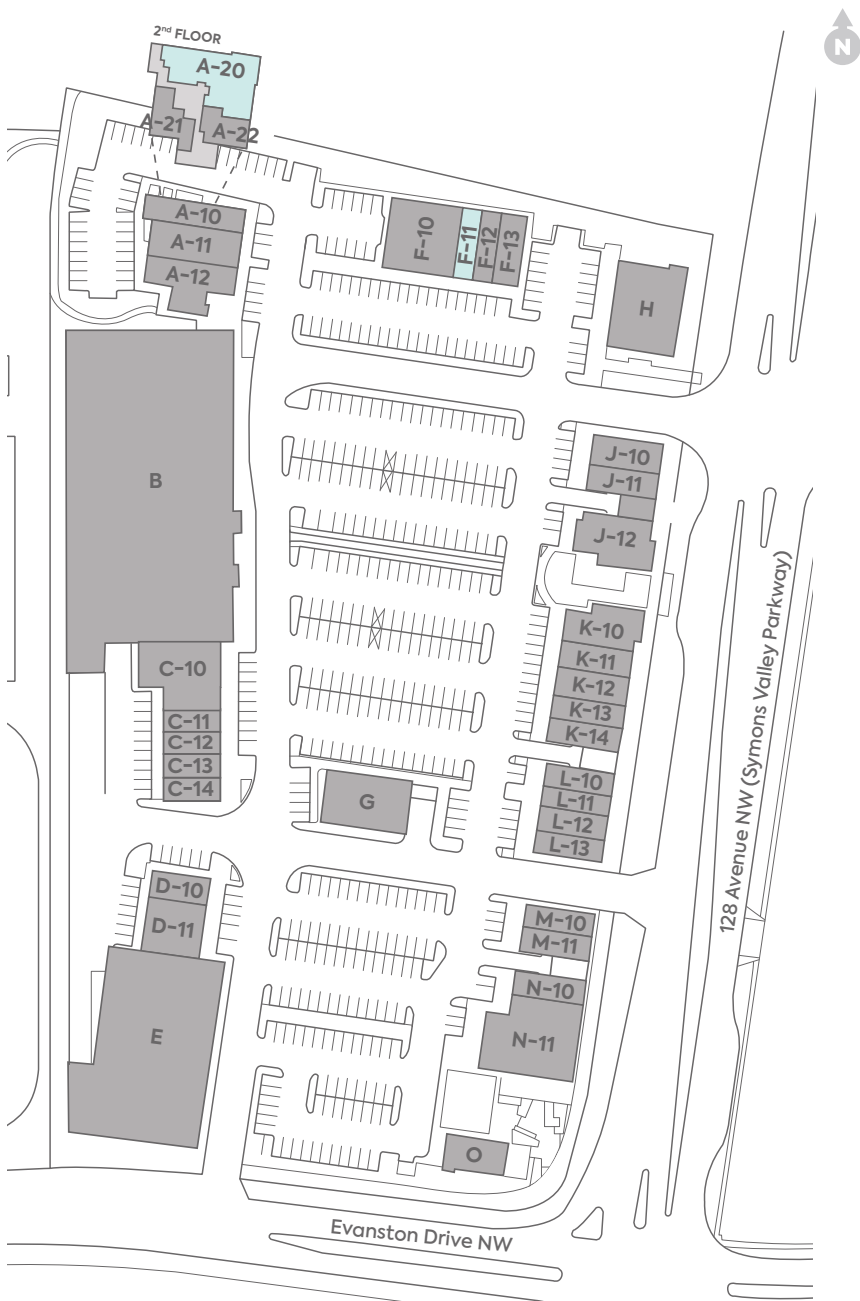 2nd FLOOR
N
A-20
A-21
A-22
A-10
A-11
A-12
F-10
F-11
F-12
F-13
H
B
J-10
J-11
J-12
K-10
K-11
K-12
K-13
K-14
C-10
C-11
C-12
C-13
C-14
G
L-10
L-11
L-12
L-13
128 Avenue NW (Symons Valley Parkway)
D-10
D-11
M-10
M-11
E
N-10
N-11
O
Evanston Drive NW